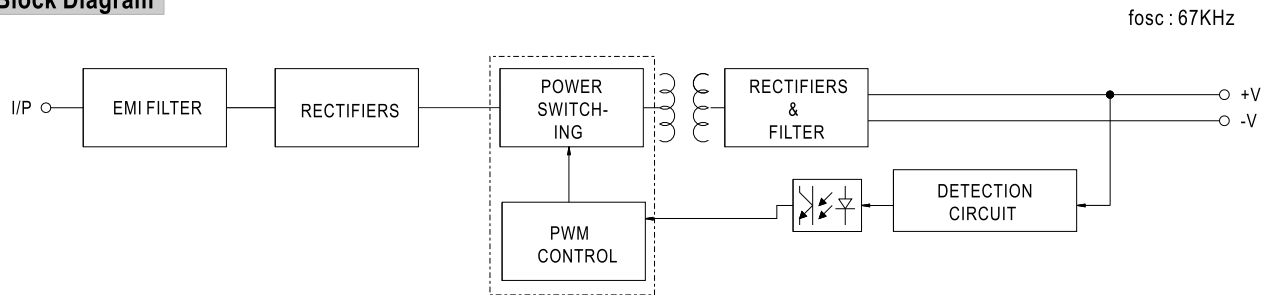 Block Diagram
fosc : 67KHz
I/P
EMI FILTER
RECTIFIERS
POWER
SWITCH-
ING
RECTIFIERS
&
FILTER
+V
-V
PWM
CONTROL
DETECTION
CIRCUIT